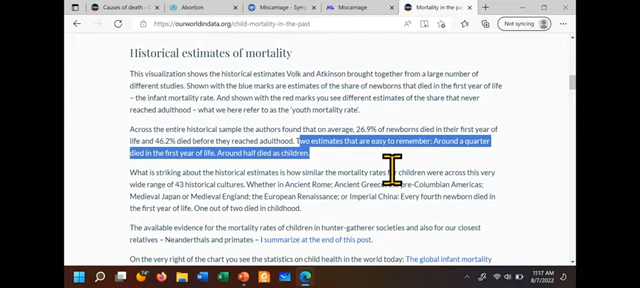 Causes of death -
Abortion
Miscarriage - Sym
Miscarriage
Mortality in the pas
https://ourworldindata.org/child-mortality-in-the-past
Not syncing
Historical estimates of mortality
This visualization shows the historical estimates Volk and Atkinson brought together from a large number of
different studies. Shown with the blue marks are estimates of the share of newborns that died in the first year of life
– the infant mortality rate. And shown with the red marks you see different estimates of the share that never
reached adulthood – what we here refer to as the 'youth mortality rate'.
Across the entire historical sample the authors found that on average, 26.9% of newborns died in their first year of
life and 46.2% died before they reached adulthood. Two estimates that are easy to remember: Around a quarter
died in the first year of life. Around half died as children.
What is striking about the historical estimates is how similar the mortality rates for children were across this very
wide range of 43 historical cultures. Whether in Ancient Rome; Ancient Greece; pre-Columbian Americas;
Medieval Japan or Medieval England; the European Renaissance; or Imperial China: Every fourth newborn died in
the first year of life. One out of two died in childhood.
The available evidence for the mortality rates of children in hunter-gatherer societies and also for our closest
relatives – Neanderthals and primates – I summarize at the end of this post.
On the very right of the chart you see the statistics on child health in the world today: The global infant mortality
74°
11:17 AM
8/7/2022